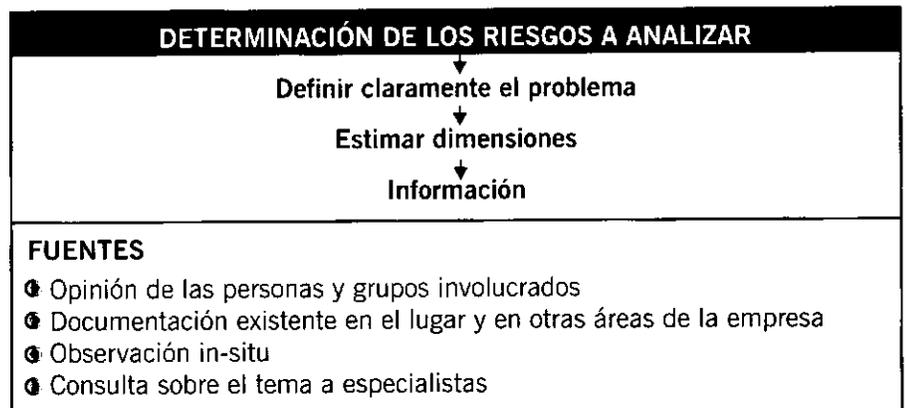 DETERMINACIÓN DE LOS RIESGOS A ANALIZAR
Definir claramente el problema
Estimar dimensiones
Información
FUENTES
Opinión de las personas y grupos involucrados
Documentación existente en el lugar y en otras áreas de la empresa
Observación in-situ
Consulta sobre el tema a especialistas